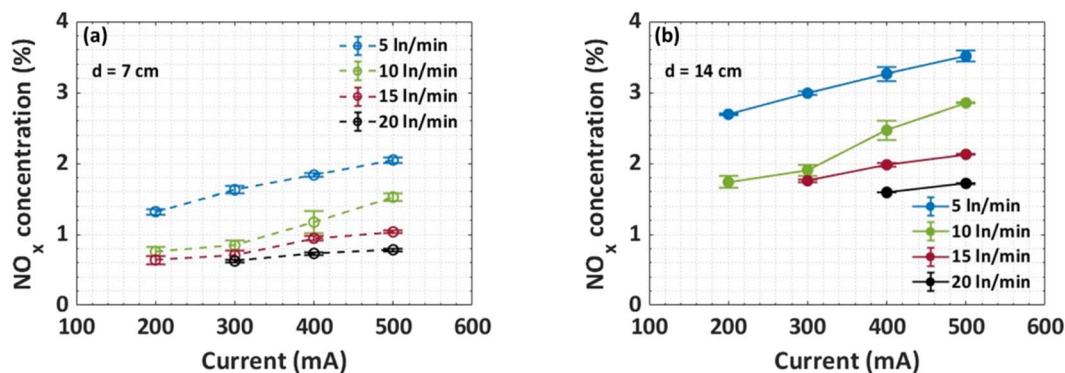 (a)
d = 7 cm
5 ln/min
10 ln/min
15 ln/min
20 ln/min
NOx concentration (%)
4
3
2
1
0
100 200 300 400 500 600
Current (mA)
(b)
d = 14 cm
5 ln/min
10 ln/min
15 ln/min
20 ln/min
NOx concentration (%)
4
3
2
1
0
100 200 300 400 500 600
Current (mA)